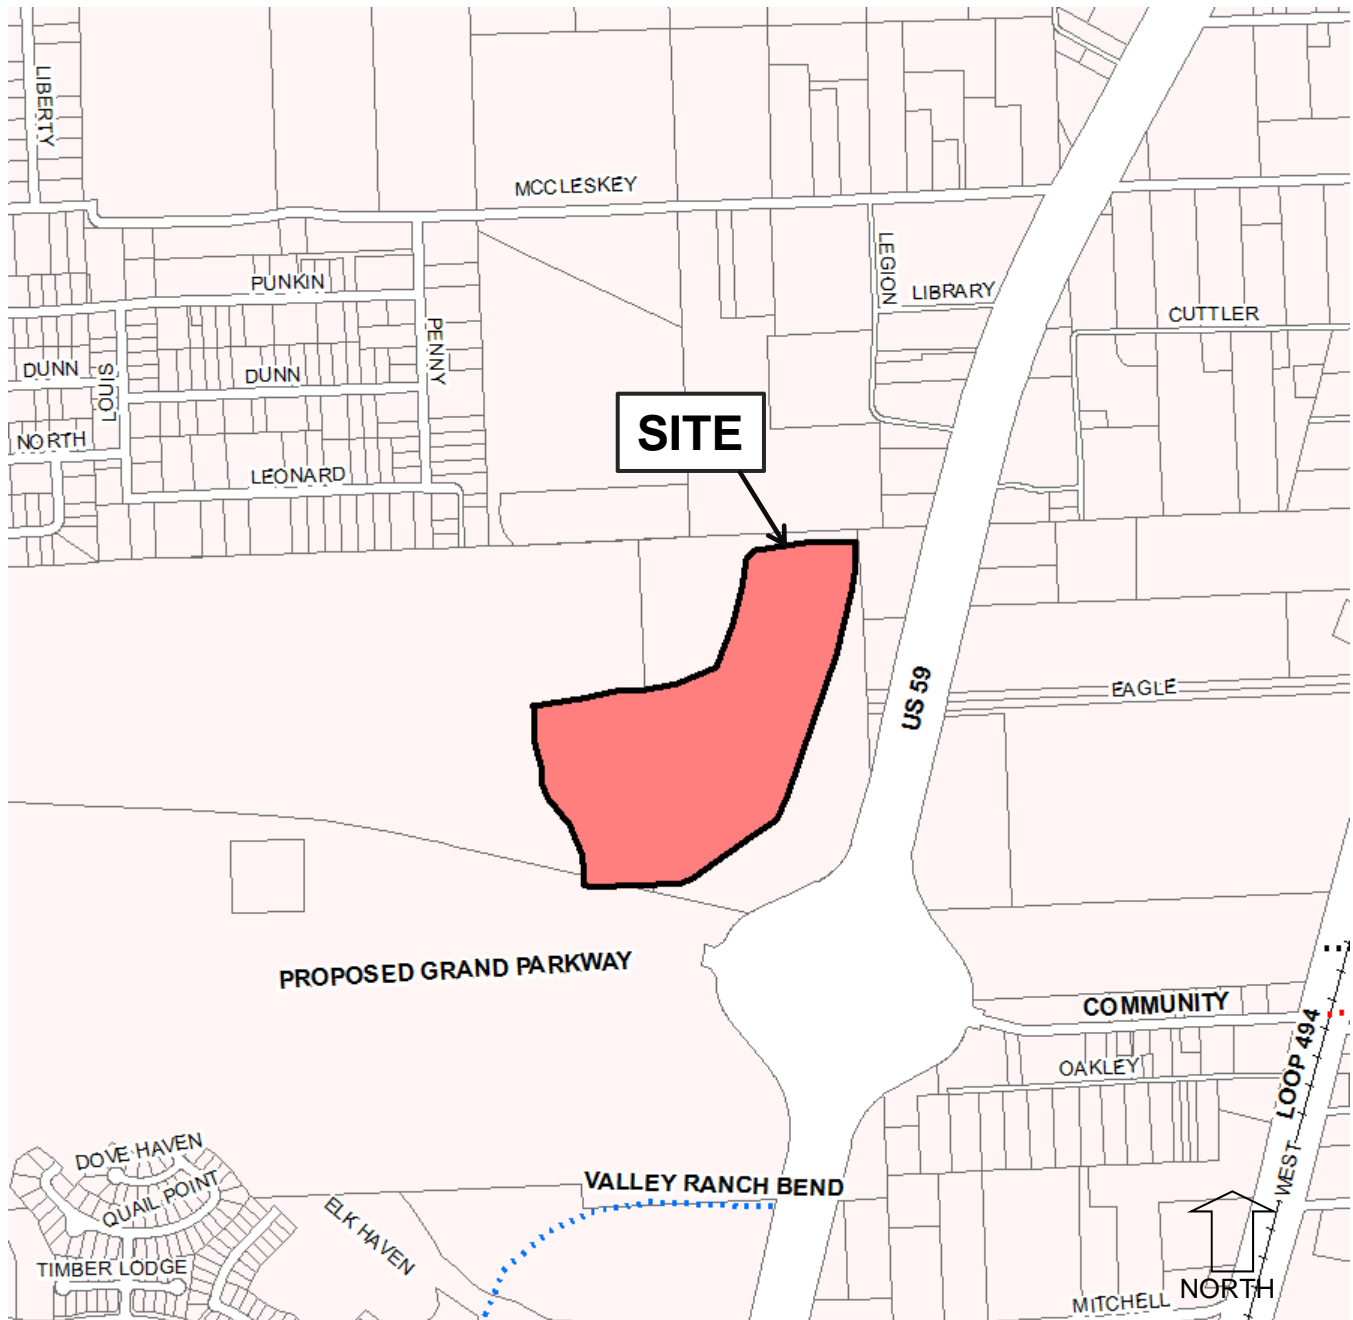 LIBERTY
MCCLESKEY
LEGION
LIBRARY
PUNKIN
CUTTLER
PENNY
DUNN
LOUIS
DUNN
SITE
NORTH
LEONARD
US 59
EAGLE
PROPOSED GRAND PARKWAY
COMMUNITY
LOOP 494
OAKLEY
DOVE HAVEN
VALLEY RANCH BEND
WEST
QUAIL POINT
ELK HAVEN
TIMBER LODGE
NORTH
MITCHELL